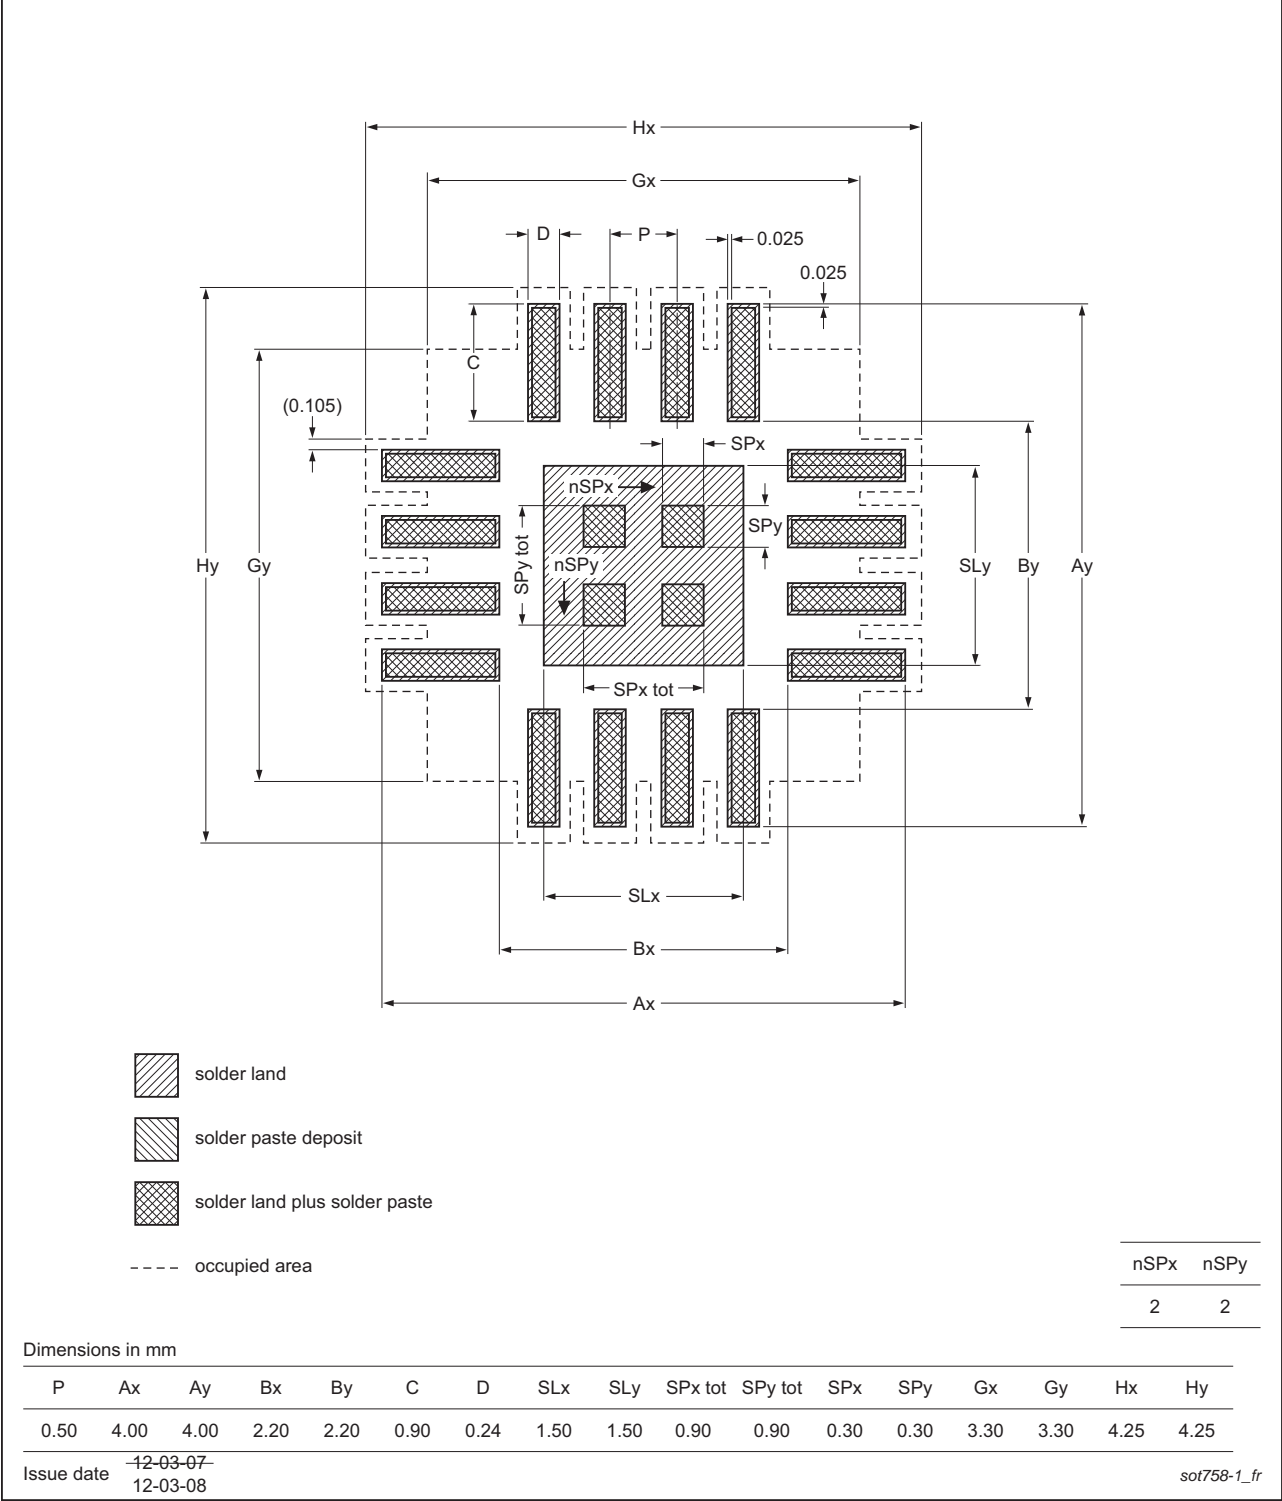 Hx
Gx
D
P
0.025
0.025
C
(0.105)
SPx
nSPx
SPy
SPy tot
nSPy
Hy
Gy
SLy
By
Ay
SPx tot
SLx
Bx
Ax
solder land
solder paste deposit
solder land plus solder paste
occupied area
nSPx nSPy
2 2
Dimensions in mm
P Ax Ay Bx By C D SLx SLy SPx tot SPy tot SPx SPy Gx Gy Hx Hy
0.50 4.00 4.00 2.20 2.20 0.90 0.24 1.50 1.50 0.90 0.90 0.30 0.30 3.30 3.30 4.25 4.25
Issue date 12-03-07
12-03-08
sot758-1_fr